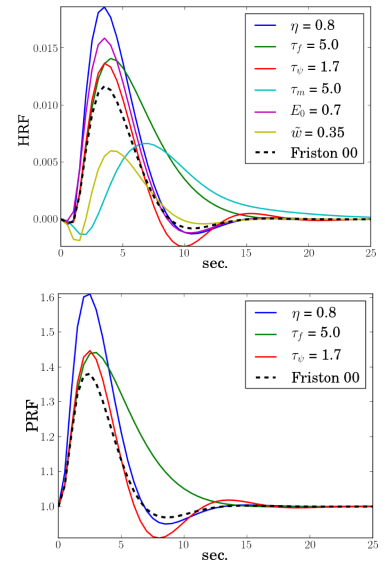 0.015
0.010
0.005
0.000
HRF
η = 0.8
τ_f = 5.0
τ_ψ = 1.7
τ_m = 5.0
E_0 = 0.7
w̃ = 0.35
Friston 00
0 5 10 15 20 25
sec.
1.6
1.5
1.4
1.3
1.2
1.1
1.0
PRF
η = 0.8
τ_f = 5.0
τ_ψ = 1.7
Friston 00
0 5 10 15 20 25
sec.